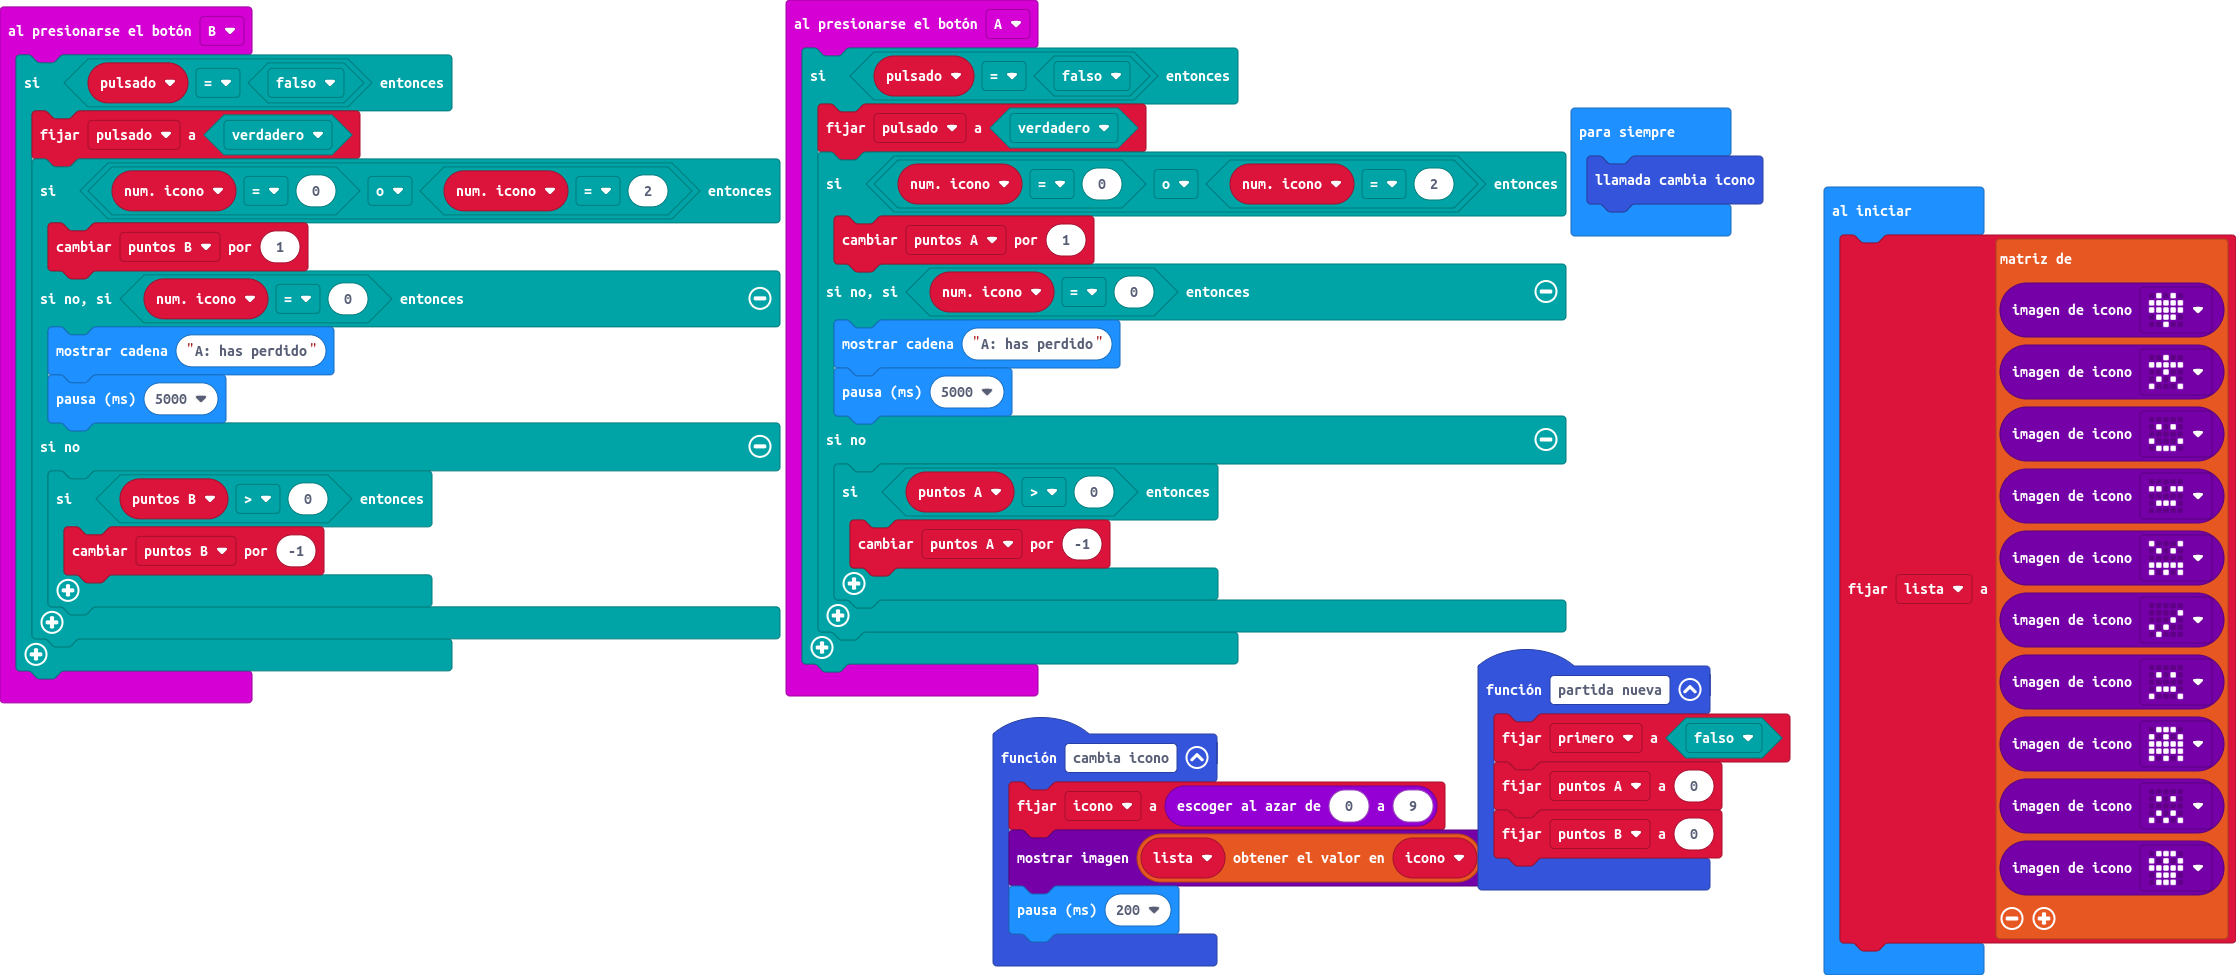 al presionarse el botón B
si pulsado = falso entonces
fijar pulsado a verdadero
si num. icono = 0 o num. icono = 2 entonces
cambiar puntos B por 1
si no, si num. icono = 0 entonces
mostrar cadena "A: has perdido"
pausa (ms) 5000
si no
si puntos B > 0 entonces
cambiar puntos B por -1
al presionarse el botón A
si pulsado = falso entonces
fijar pulsado a verdadero
si num. icono = 0 o num. icono = 2 entonces
cambiar puntos A por 1
si no, si num. icono = 0 entonces
mostrar cadena "A: has perdido"
pausa (ms) 5000
si no
si puntos A > 0 entonces
cambiar puntos A por -1
función cambia icono
fijar icono a escoger al azar de 0 a 9
mostrar imagen lista obtener el valor en icono
pausa (ms) 200
para siempre
llamada cambia icono
función partida nueva
fijar primero a falso
fijar puntos A a 0
fijar puntos B a 0
al iniciar
fijar lista a
matriz de
imagen de icono
imagen de icono
imagen de icono
imagen de icono
imagen de icono
imagen de icono
imagen de icono
imagen de icono
imagen de icono
imagen de icono